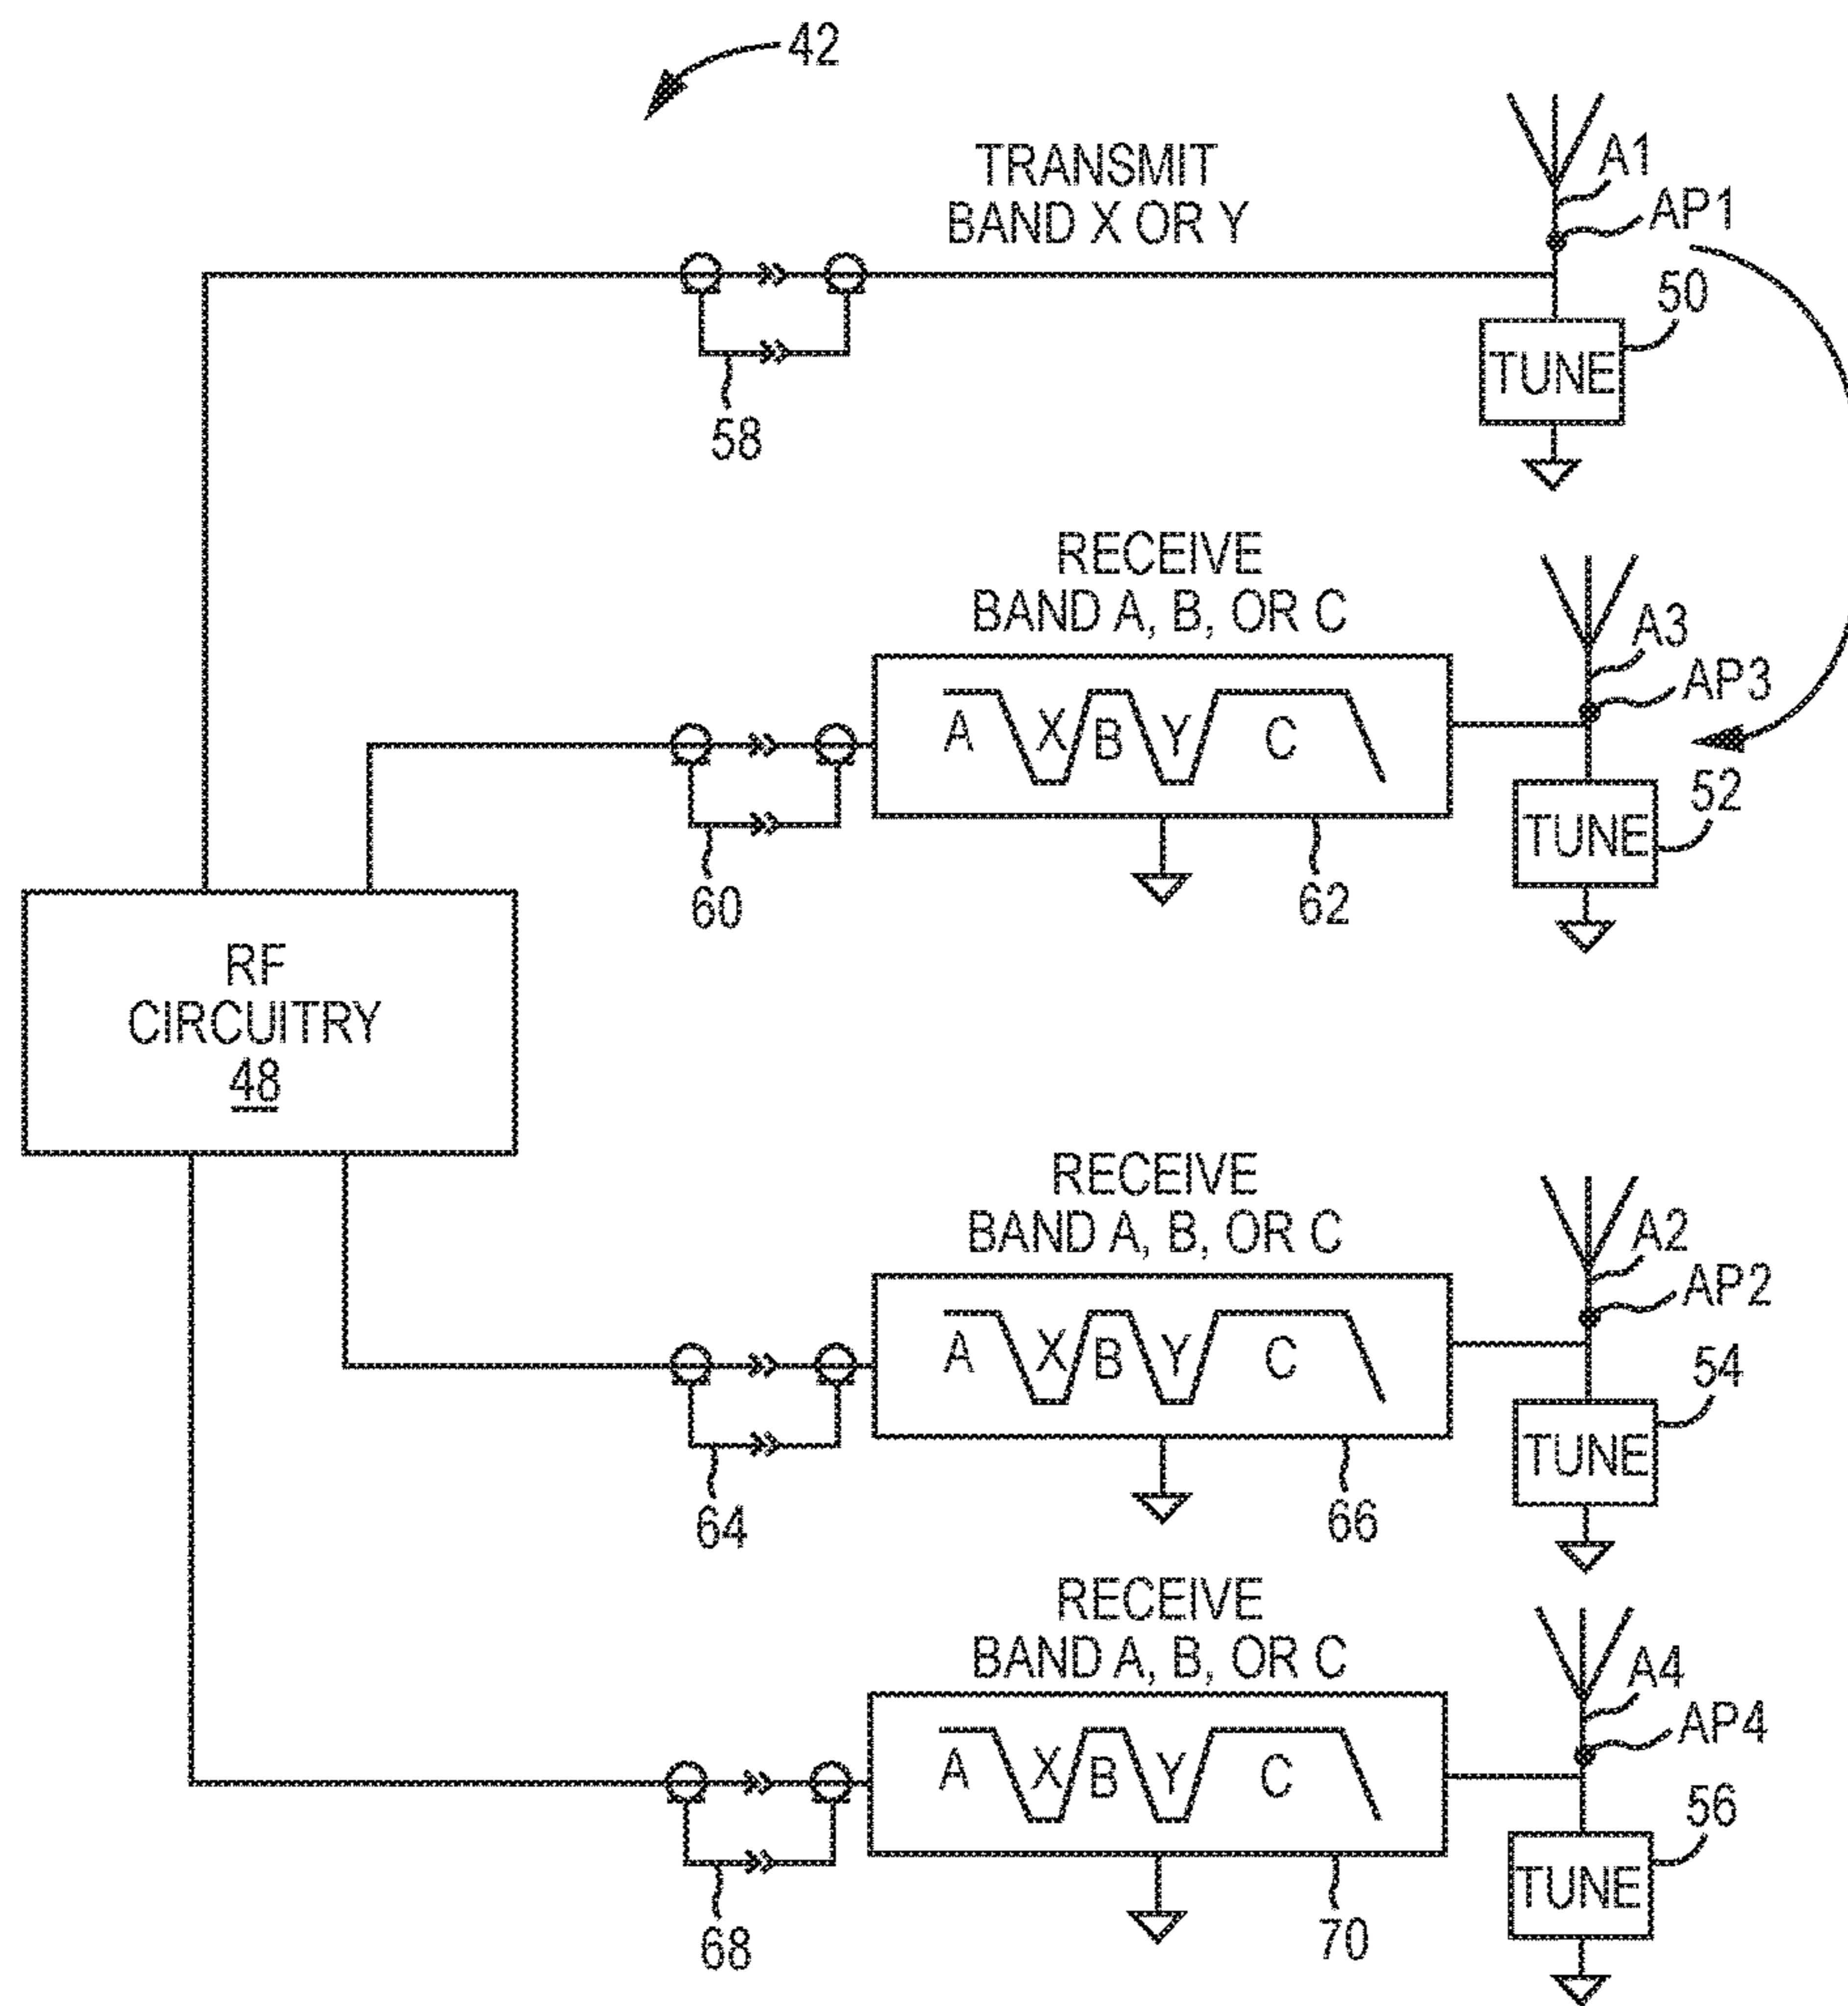 42
TRANSMIT
BAND X OR Y
A1
AP1
50
TUNE
58
RECEIVE
BAND A, B, OR C
A3
AP3
A X B Y C
52
TUNE
60
62
RF
CIRCUITRY
48
RECEIVE
BAND A, B, OR C
A2
AP2
A X B Y C
54
TUNE
64
66
RECEIVE
BAND A, B, OR C
A4
AP4
A X B Y C
56
TUNE
68
70